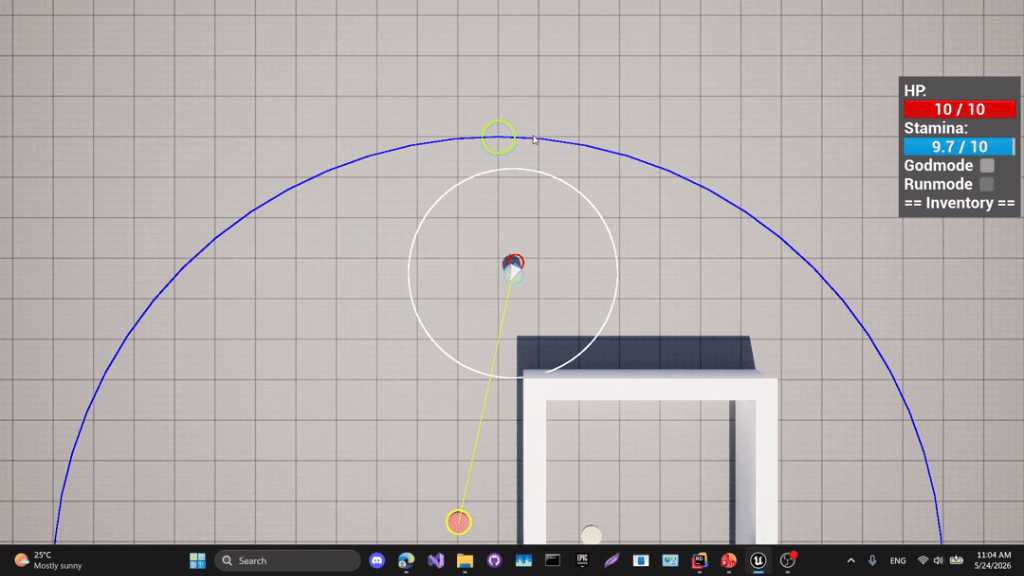 HP:
10 / 10
Stamina:
9.7 / 10
Godmode
Runmode
== Inventory ==
25°C
Mostly sunny
Search
ENG
11:04 AM
5/24/2026